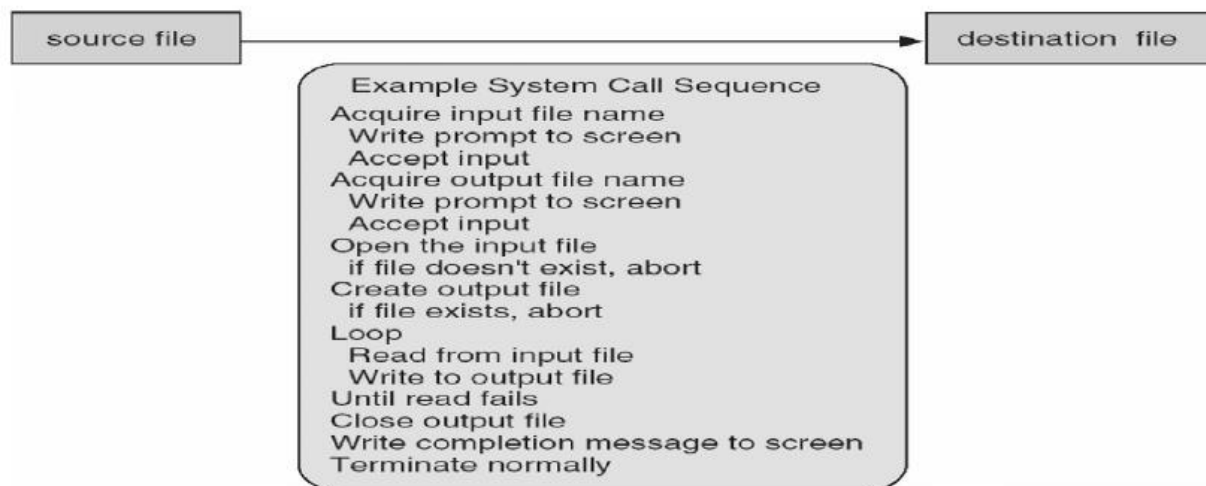 source file
destination file
Example System Call Sequence
Acquire input file name
Write prompt to screen
Accept input
Acquire output file name
Write prompt to screen
Accept input
Open the input file
if file doesn't exist, abort
Create output file
if file exists, abort
Loop
Read from input file
Write to output file
Until read fails
Close output file
Write completion message to screen
Terminate normally